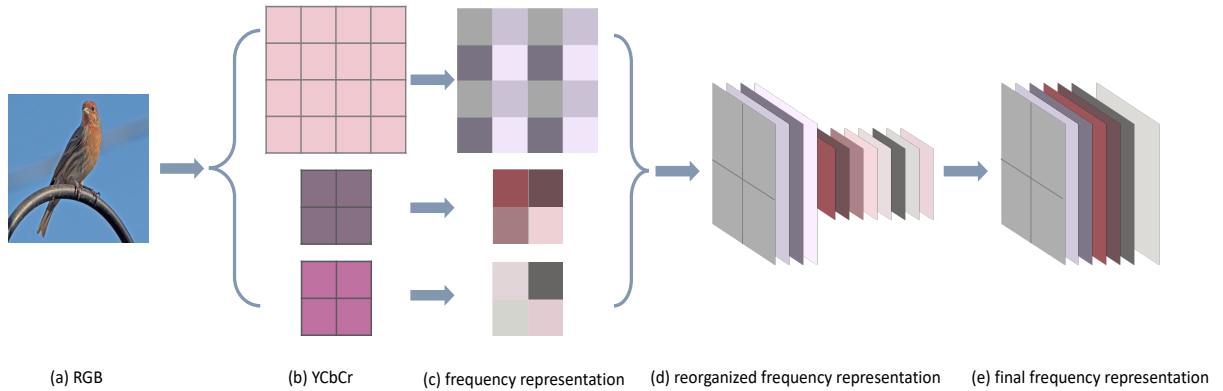 (a) RGB
(b) YCbCr
(c) frequency representation
(d) reorganized frequency representation
(e) final frequency representation